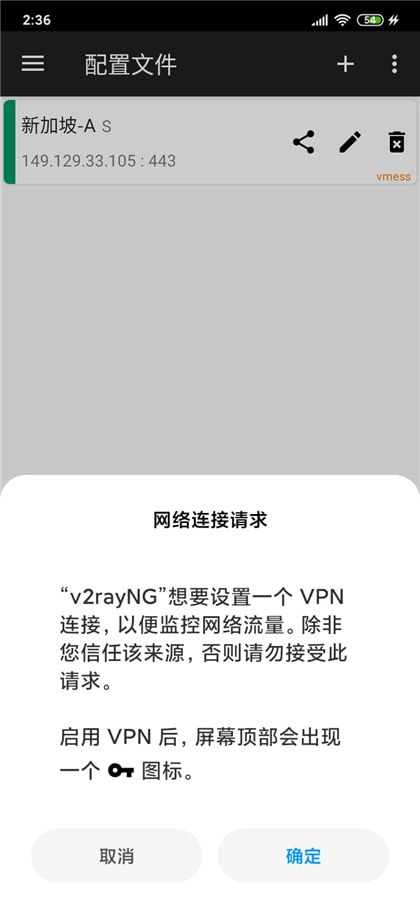 2:36
54
配置文件
新加坡-A S
149.129.33.105 : 443
vmess
网络连接请求
“v2rayNG”想要设置一个 VPN
连接，以便监控网络流量。除非
您信任该来源，否则请勿接受此
请求。
启用 VPN 后，屏幕顶部会出现
一个 图标。
取消
确定